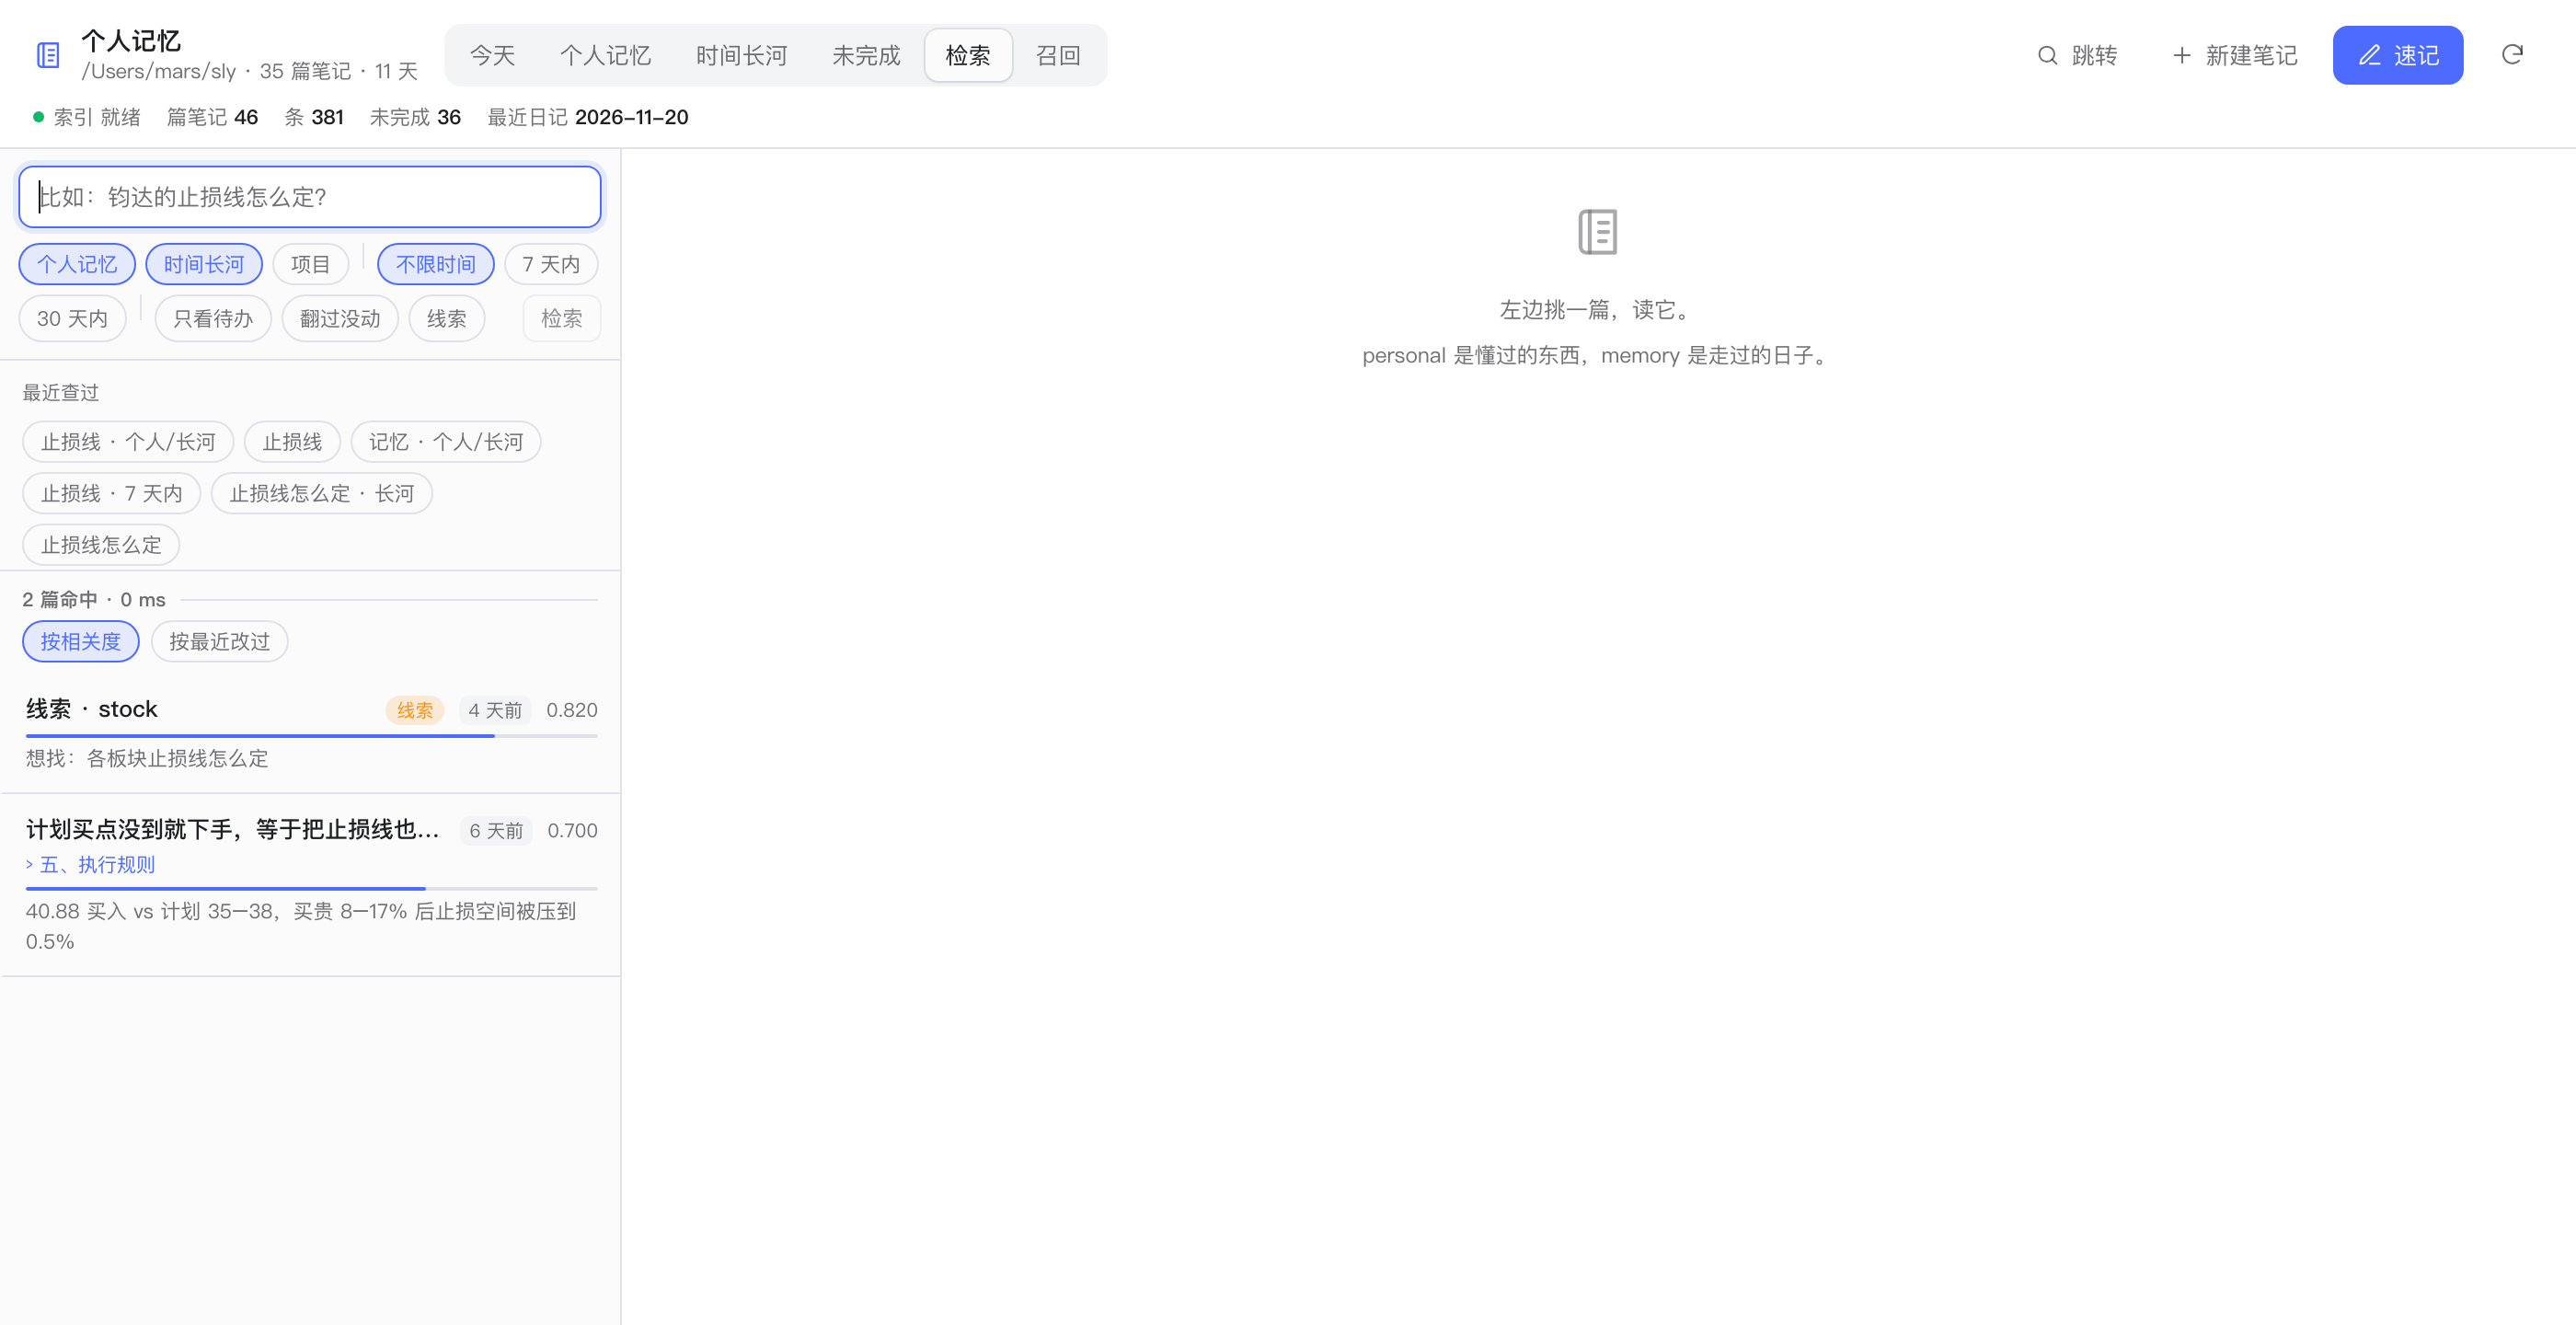 个人记忆
/Users/mars/sly · 35 篇笔记 · 11 天
今天 个人记忆 时间长河 未完成 检索 召回
跳转 新建笔记 速记
索引 就绪 篇笔记 46 条 381 未完成 36 最近日记 2026-11-20
比如：钧达的止损线怎么定?
个人记忆 时间长河 项目 不限时间 7 天内
30 天内 只看待办 翻过没动 线索 检索
最近查过
止损线 · 个人/长河 止损线 记忆 · 个人/长河
止损线 · 7 天内 止损线怎么定 · 长河
止损线怎么定
2 篇命中 · 0 ms
按相关度 按最近改过
线索 · stock 线索 4 天前 0.820
想找：各板块止损线怎么定
计划买点没到就下手，等于把止损线也... 6 天前 0.700
› 五、执行规则
40.88 买入 vs 计划 35–38，买贵 8–17% 后止损空间被压到
0.5%
左边挑一篇，读它。
personal 是懂过的东西，memory 是走过的日子。